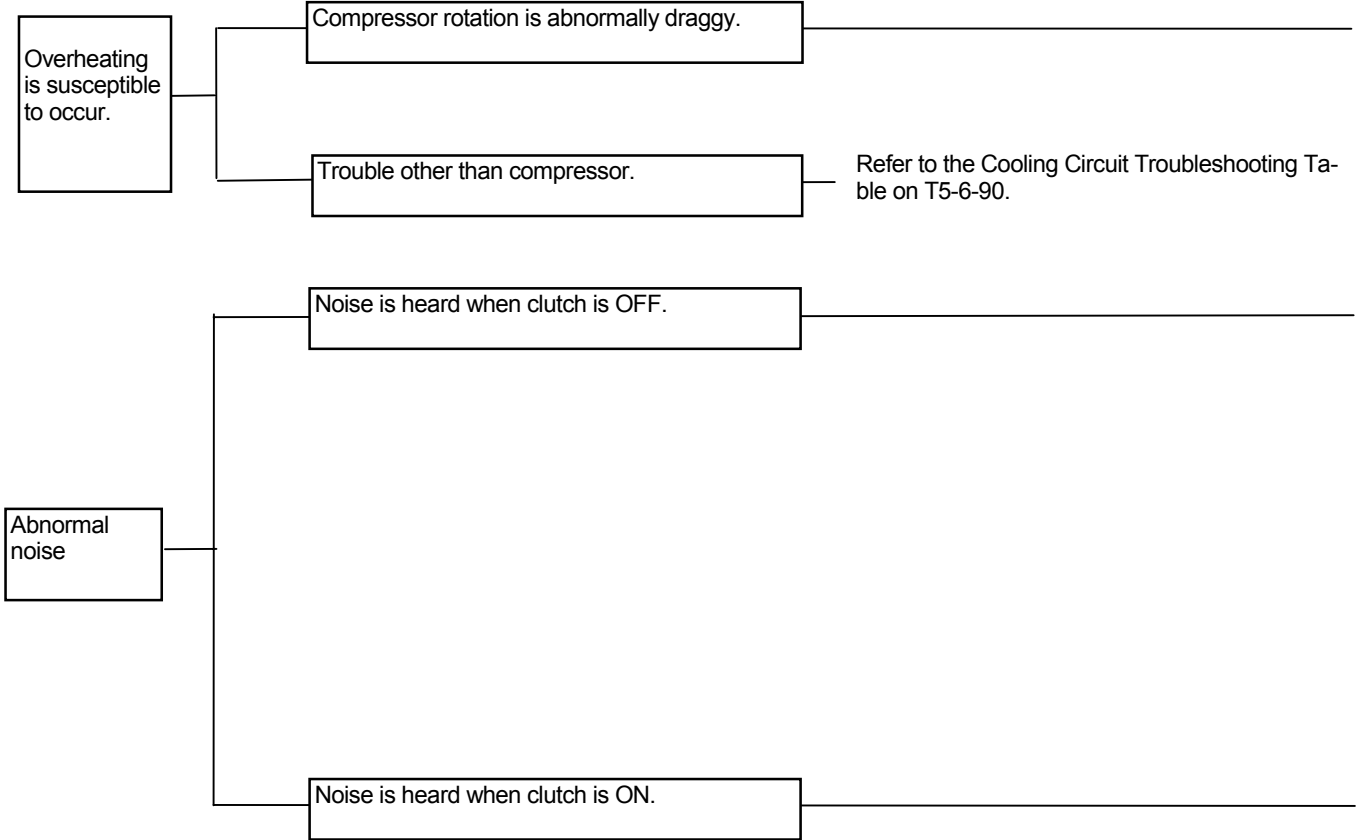 Compressor rotation is abnormally draggy.
Overheating
is susceptible
to occur.
Trouble other than compressor.
Refer to the Cooling Circuit Troubleshooting Ta-
ble on T5-6-90.
Noise is heard when clutch is OFF.
Abnormal
noise
Noise is heard when clutch is ON.